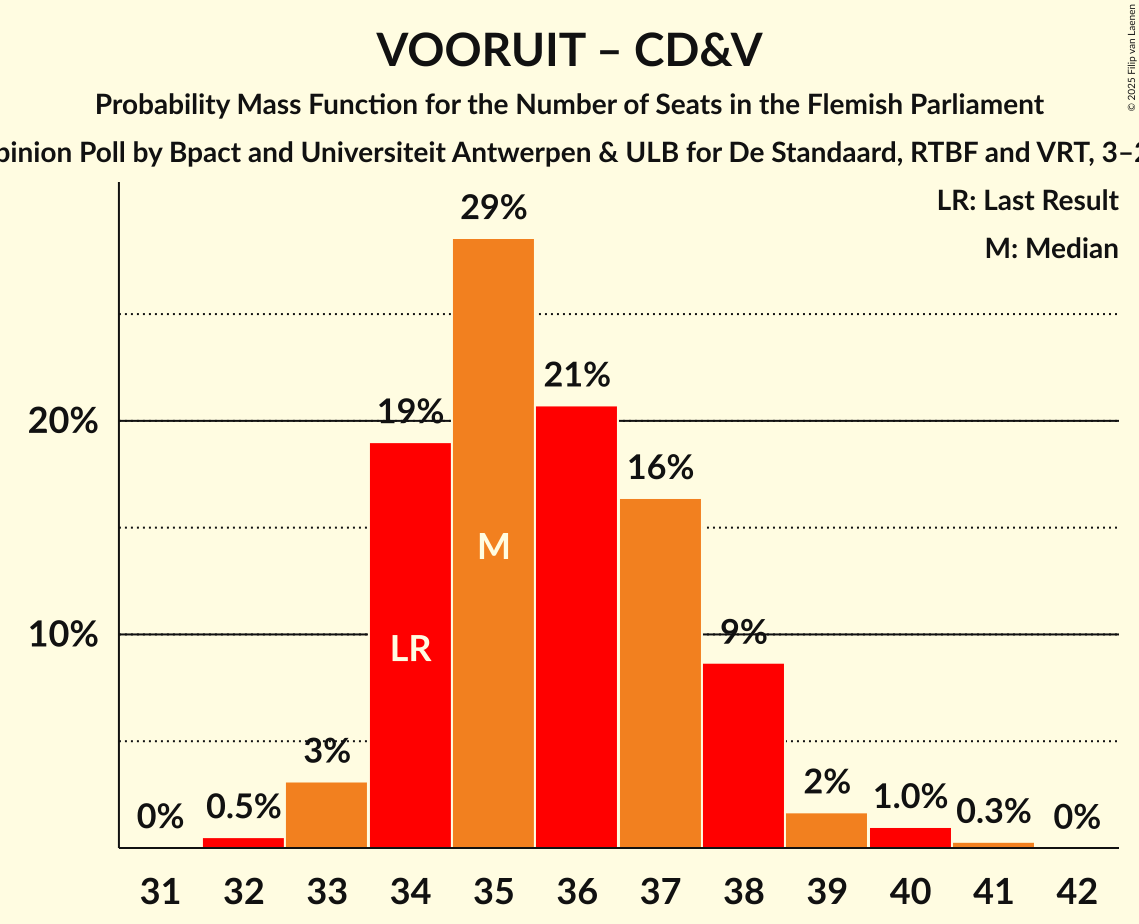 VOORUIT – CD&V
Probability Mass Function for the Number of Seats in the Flemish Parliament
Poll by Bpact and Universiteit Antwerpen & ULB for De Standaard, RTBF and VRT,
© 2025 Filip van Laenen
LR: Last Result
M: Median
29%
21%
19%
20%
16%
M
10%
9%
LR
3%
2%
1.0%
0.5%
0.3%
0%
0%
31 32 33 34 35 36 37 38 39 40 41 42